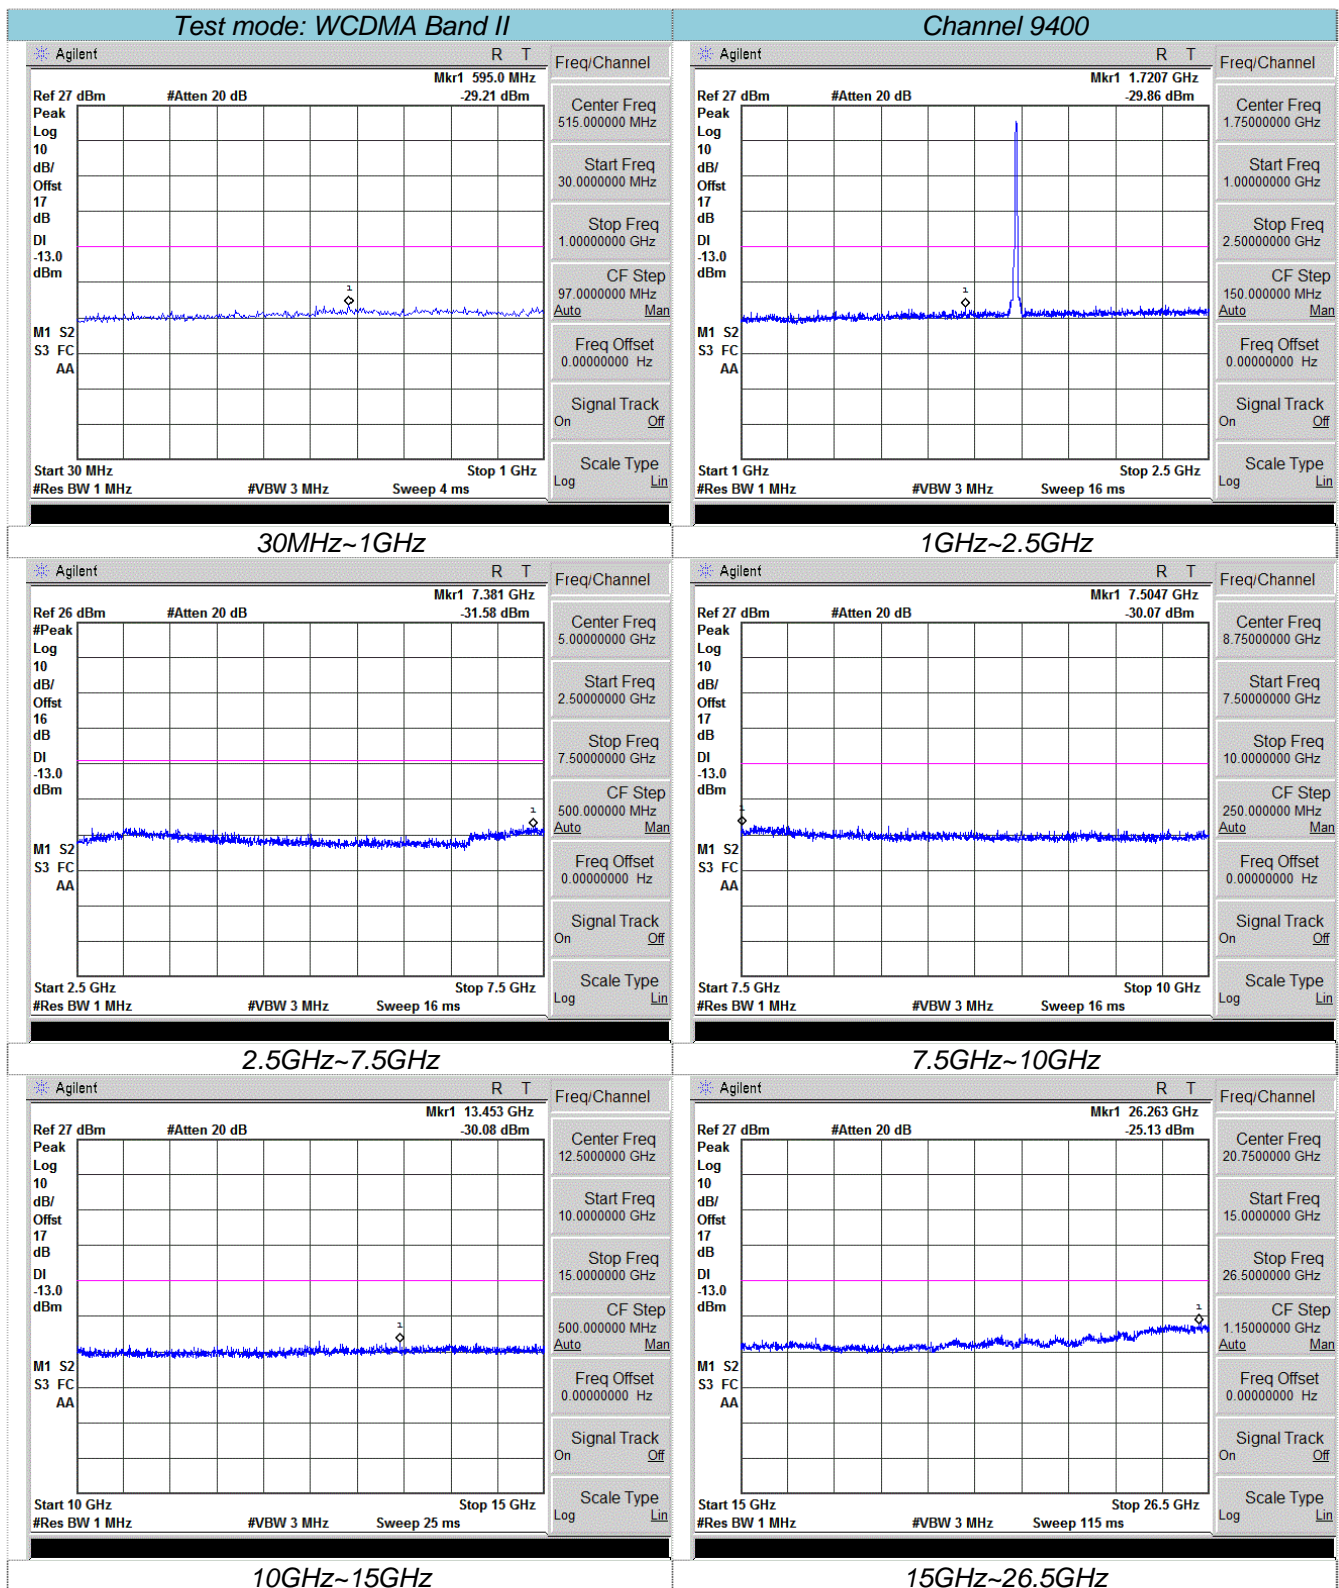 Test mode: WCDMA Band II Channel 9400
Agilent R T Freq/Channel
Mkr1 595.0 MHz
Ref 27 dBm #Atten 20 dB -29.21 dBm
Peak
Log
10
dB/
Offst
17
dB
DI
-13.0
dBm
1
M1 S2
S3 FC
AA
Start 30 MHz Stop 1 GHz
#Res BW 1 MHz #VBW 3 MHz Sweep 4 ms
Center Freq
515.000000 MHz
Start Freq
30.0000000 MHz
Stop Freq
1.00000000 GHz
CF Step
97.0000000 MHz
Auto Man
Freq Offset
0.00000000 Hz
Signal Track
On Off
Scale Type
Log Lin
Agilent R T Freq/Channel
Mkr1 1.7207 GHz
Ref 27 dBm #Atten 20 dB -29.86 dBm
Peak
Log
10
dB/
Offst
17
dB
DI
-13.0
dBm
1
M1 S2
S3 FC
AA
Start 1 GHz Stop 2.5 GHz
#Res BW 1 MHz #VBW 3 MHz Sweep 16 ms
Center Freq
1.75000000 GHz
Start Freq
1.00000000 GHz
Stop Freq
2.50000000 GHz
CF Step
150.000000 MHz
Auto Man
Freq Offset
0.00000000 Hz
Signal Track
On Off
Scale Type
Log Lin
30MHz~1GHz 1GHz~2.5GHz
Agilent R T Freq/Channel
Mkr1 7.381 GHz
Ref 26 dBm #Atten 20 dB -31.58 dBm
#Peak
Log
10
dB/
Offst
16
dB
DI
-13.0
dBm
1
M1 S2
S3 FC
AA
Start 2.5 GHz Stop 7.5 GHz
#Res BW 1 MHz #VBW 3 MHz Sweep 16 ms
Center Freq
5.00000000 GHz
Start Freq
2.50000000 GHz
Stop Freq
7.50000000 GHz
CF Step
500.000000 MHz
Auto Man
Freq Offset
0.00000000 Hz
Signal Track
On Off
Scale Type
Log Lin
Agilent R T Freq/Channel
Mkr1 7.5047 GHz
Ref 27 dBm #Atten 20 dB -30.07 dBm
Peak
Log
10
dB/
Offst
17
dB
DI
-13.0
dBm
1
M1 S2
S3 FC
AA
Start 7.5 GHz Stop 10 GHz
#Res BW 1 MHz #VBW 3 MHz Sweep 16 ms
Center Freq
8.75000000 GHz
Start Freq
7.50000000 GHz
Stop Freq
10.0000000 GHz
CF Step
250.000000 MHz
Auto Man
Freq Offset
0.00000000 Hz
Signal Track
On Off
Scale Type
Log Lin
2.5GHz~7.5GHz 7.5GHz~10GHz
Agilent R T Freq/Channel
Mkr1 13.453 GHz
Ref 27 dBm #Atten 20 dB -30.08 dBm
Peak
Log
10
dB/
Offst
17
dB
DI
-13.0
dBm
1
M1 S2
S3 FC
AA
Start 10 GHz Stop 15 GHz
#Res BW 1 MHz #VBW 3 MHz Sweep 25 ms
Center Freq
12.5000000 GHz
Start Freq
10.0000000 GHz
Stop Freq
15.0000000 GHz
CF Step
500.000000 MHz
Auto Man
Freq Offset
0.00000000 Hz
Signal Track
On Off
Scale Type
Log Lin
Agilent R T Freq/Channel
Mkr1 26.263 GHz
Ref 27 dBm #Atten 20 dB -25.13 dBm
Peak
Log
10
dB/
Offst
17
dB
DI
-13.0
dBm
1
M1 S2
S3 FC
AA
Start 15 GHz Stop 26.5 GHz
#Res BW 1 MHz #VBW 3 MHz Sweep 115 ms
Center Freq
20.7500000 GHz
Start Freq
15.0000000 GHz
Stop Freq
26.5000000 GHz
CF Step
1.15000000 GHz
Auto Man
Freq Offset
0.00000000 Hz
Signal Track
On Off
Scale Type
Log Lin
10GHz~15GHz 15GHz~26.5GHz